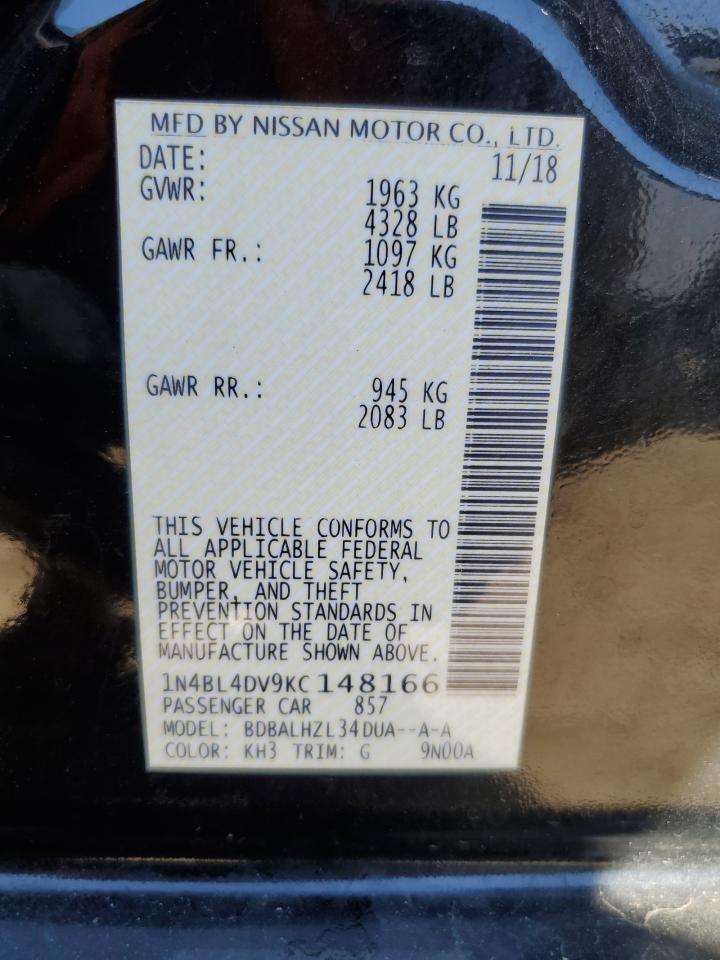 MFD BY NISSAN MOTOR CO., LTD.
DATE: 11/18
GVWR: 1963 KG
4328 LB
GAWR FR.: 1097 KG
2418 LB
GAWR RR.: 945 KG
2083 LB
THIS VEHICLE CONFORMS TO
ALL APPLICABLE FEDERAL
MOTOR VEHICLE SAFETY,
BUMPER, AND THEFT
PREVENTION STANDARDS IN
EFFECT ON THE DATE OF
MANUFACTURE SHOWN ABOVE.
1N4BL4DV9KC148166
PASSENGER CAR 857
MODEL: BDBALHZL34DUA--A-A
COLOR: KH3 TRIM: G 9N00A